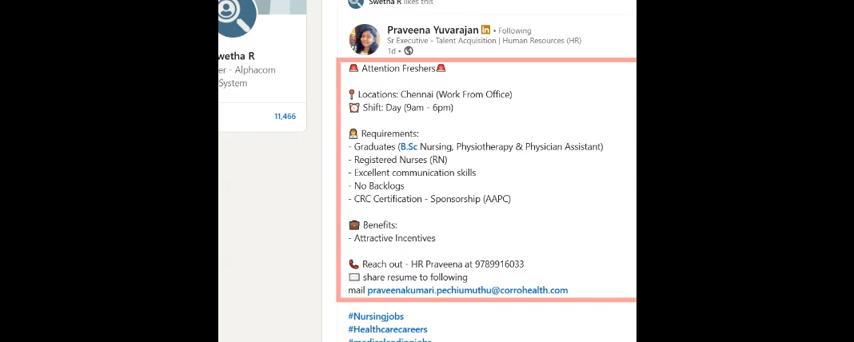 Swetha R likes this
Praveena Yuvarajan in • Following
Sr Executive - Talent Acquisition | Human Resources (HR)
1d •
wetha R
er - Alphacom
System
11,466
Attention Freshers
Locations: Chennai (Work From Office)
Shift: Day (9am - 6pm)
Requirements:
- Graduates (B.Sc Nursing, Physiotherapy & Physician Assistant)
- Registered Nurses (RN)
- Excellent communication skills
- No Backlogs
- CRC Certification - Sponsorship (AAPC)
Benefits:
- Attractive Incentives
Reach out - HR Praveena at 9789916033
share resume to following
mail praveenakumari.pechiumuthu@corrohealth.com
#Nursingjobs
#Healthcarecareers